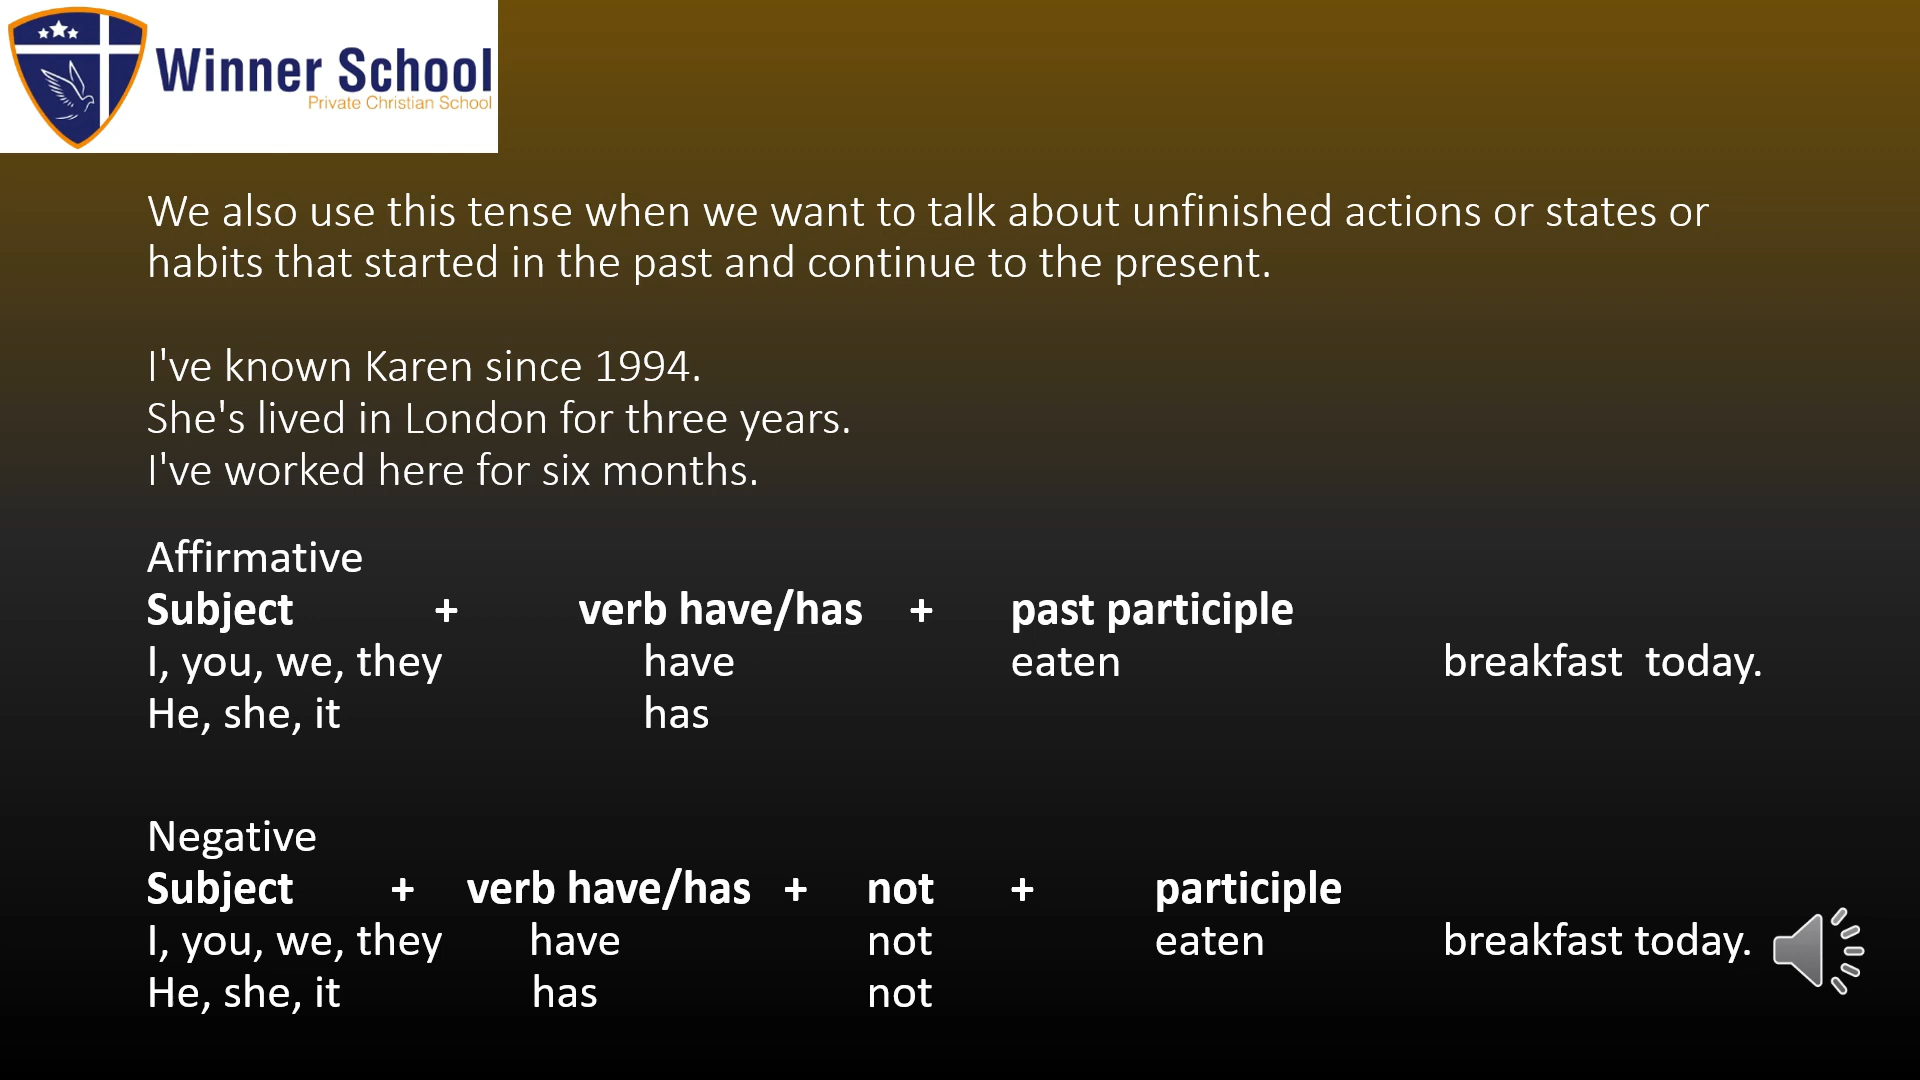 Winner School
Private Christian School
We also use this tense when we want to talk about unfinished actions or states or
habits that started in the past and continue to the present.
I've known Karen since 1994.
She's lived in London for three years.
I've worked here for six months.
Affirmative
Subject + verb have/has + past participle
I, you, we, they have eaten breakfast today.
He, she, it has
Negative
Subject + verb have/has + not + participle
I, you, we, they have not eaten breakfast today.
He, she, it has not